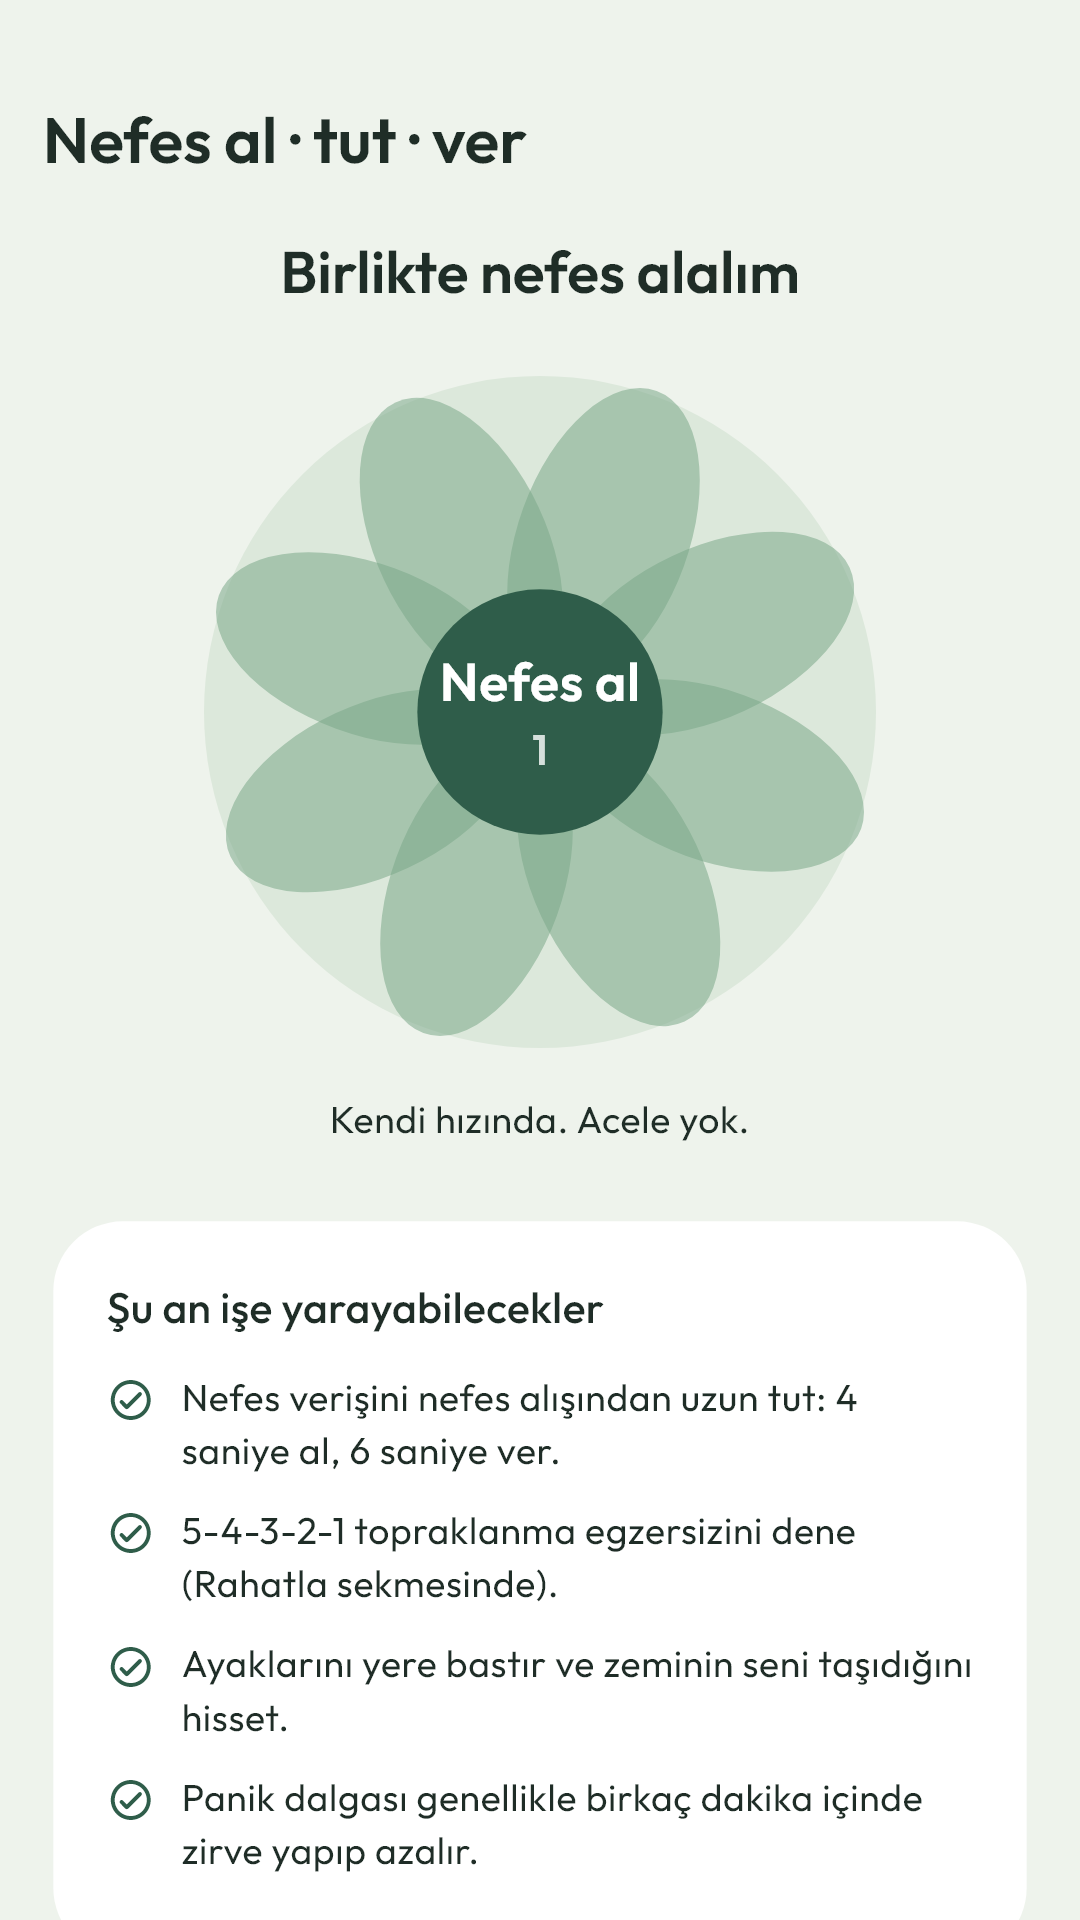 Nefes al · tut · ver
Birlikte nefes alalım
Nefes al
1
Kendi hızında. Acele yok.
Şu an işe yarayabilecekler
Nefes verişini nefes alışından uzun tut: 4
saniye al, 6 saniye ver.
5-4-3-2-1 topraklanma egzersizini dene
(Rahatla sekmesinde).
Ayaklarını yere bastır ve zeminin seni taşıdığını
hisset.
Panik dalgası genellikle birkaç dakika içinde
zirve yapıp azalır.